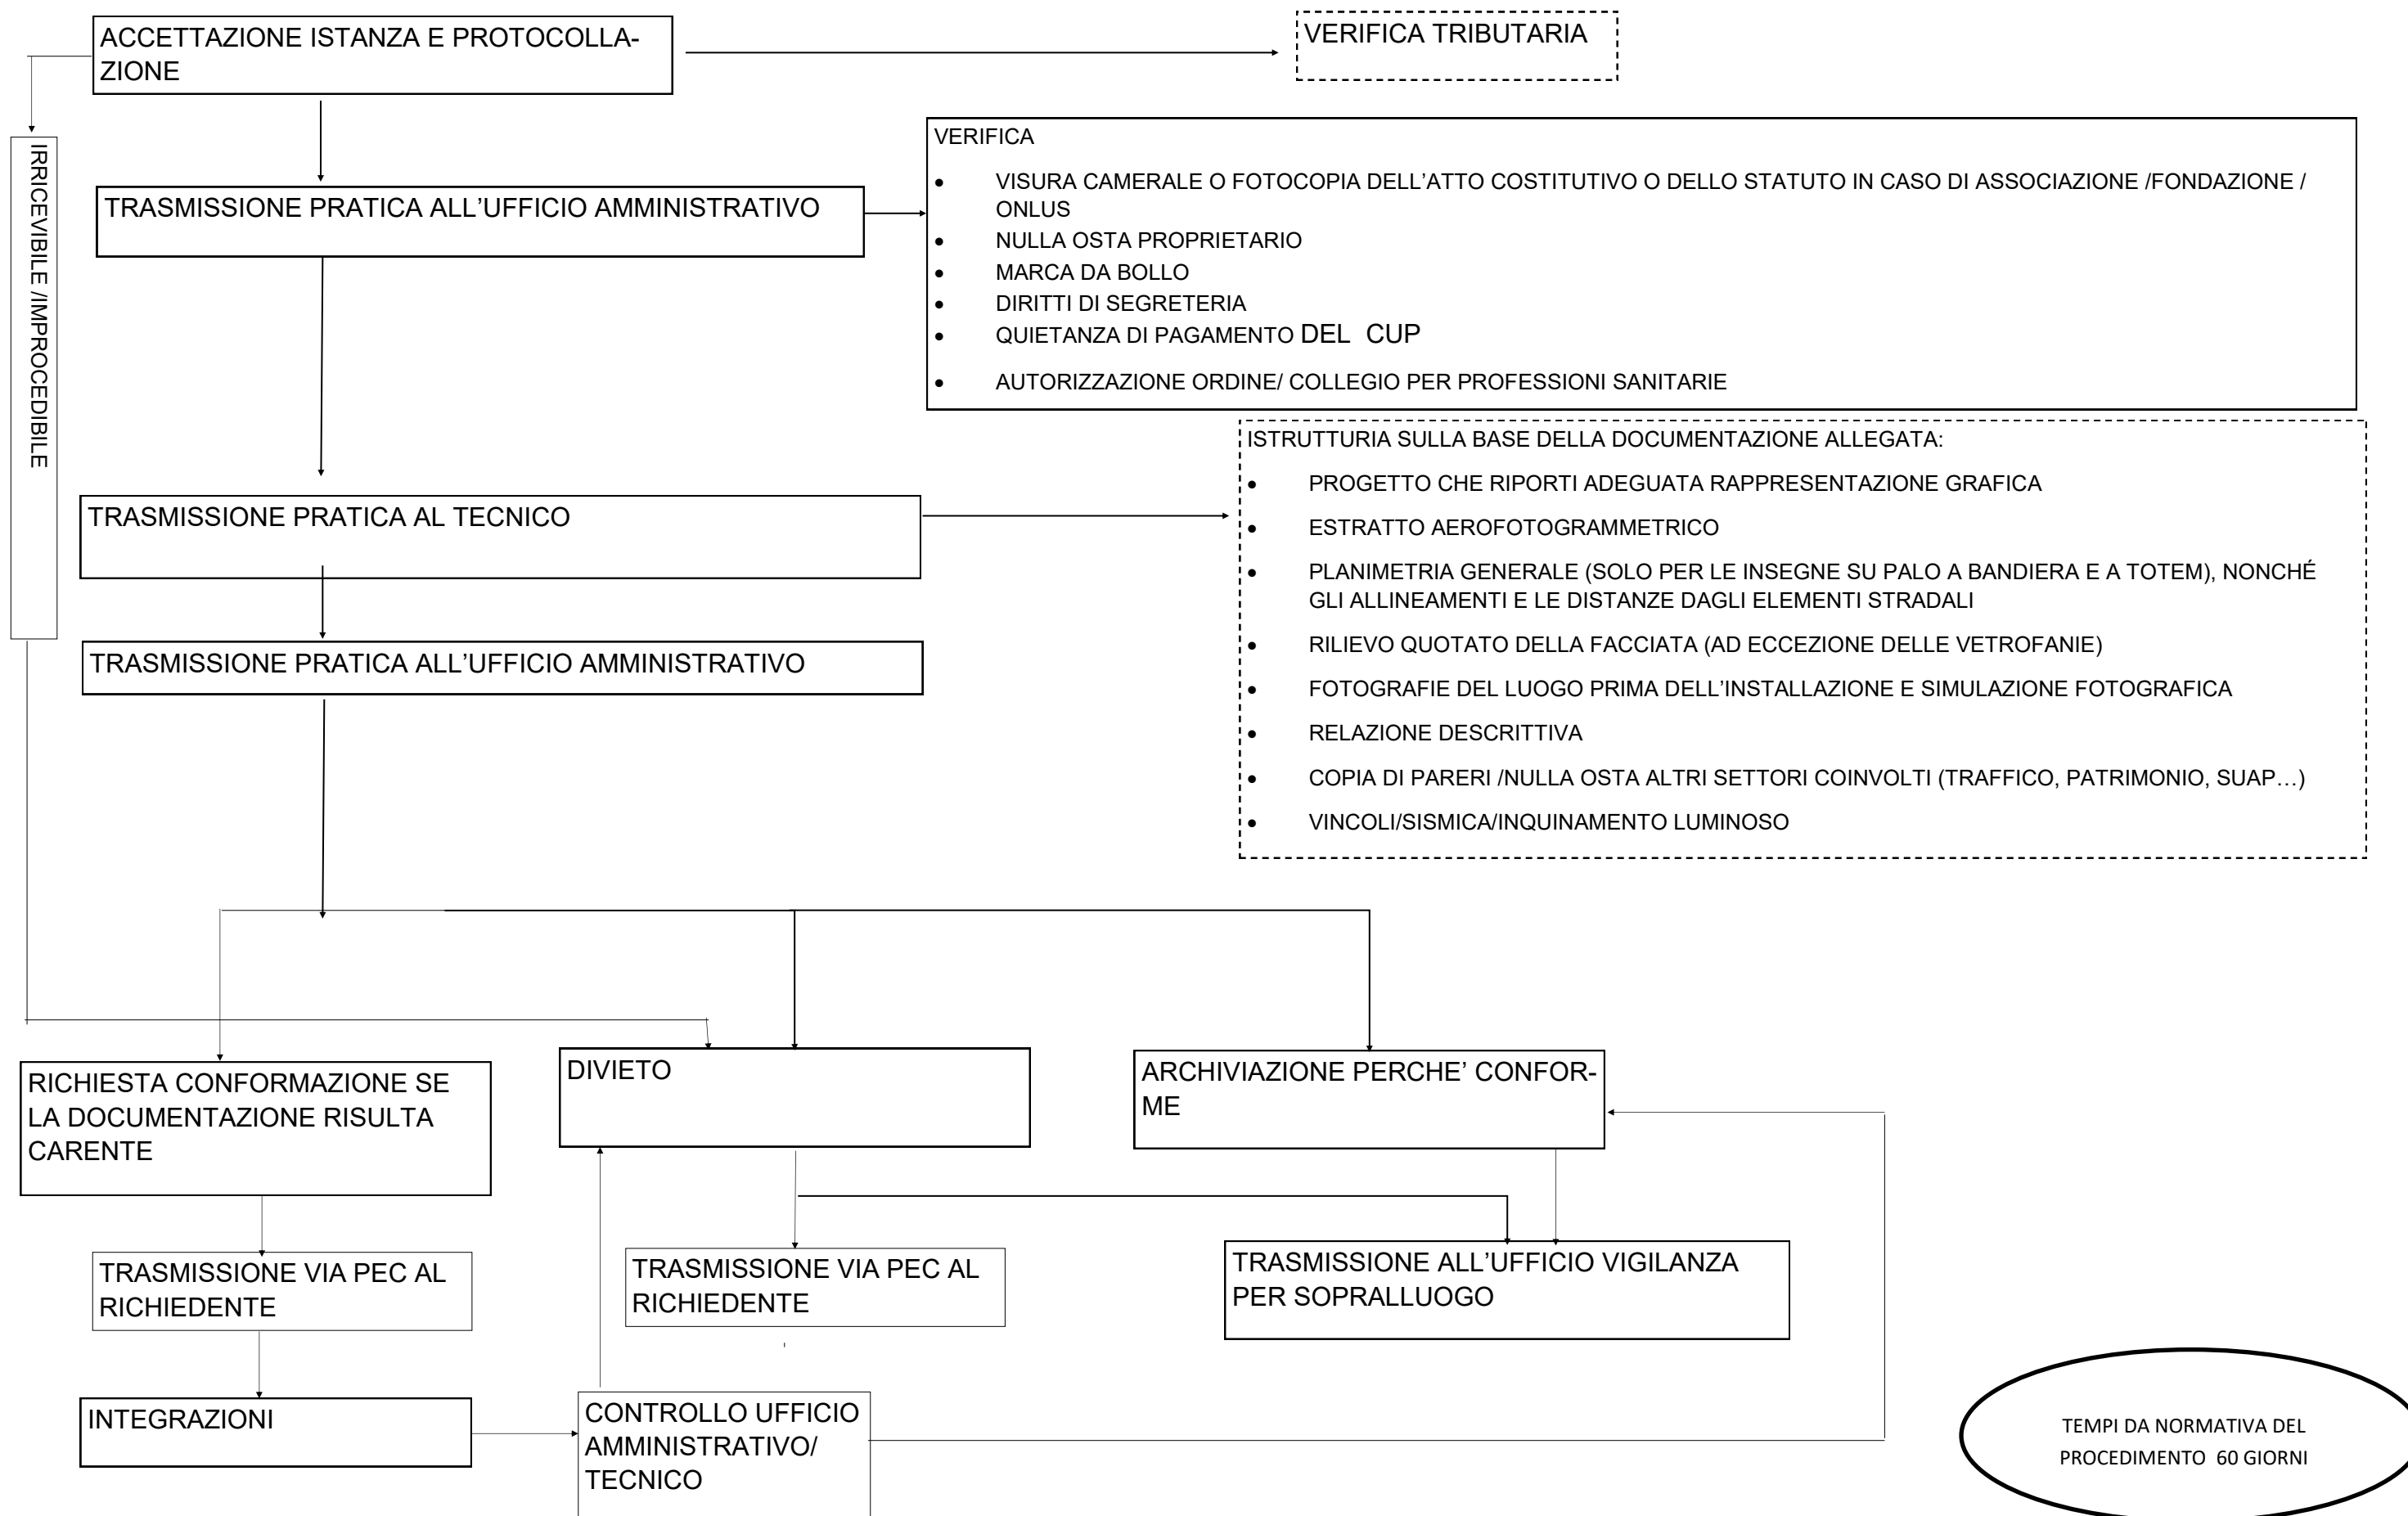 ACCETTAZIONE ISTANZA E PROTOCOLLA-
ZIONE
VERIFICA TRIBUTARIA
IRRICEVIBILE /IMPROCEDIBILE
TRASMISSIONE PRATICA ALL’UFFICIO AMMINISTRATIVO
VERIFICA
• VISURA CAMERALE O FOTOCOPIA DELL’ATTO COSTITUTIVO O DELLO STATUTO IN CASO DI ASSOCIAZIONE /FONDAZIONE /
ONLUS
• NULLA OSTA PROPRIETARIO
• MARCA DA BOLLO
• DIRITTI DI SEGRETERIA
• QUIETANZA DI PAGAMENTO DEL CUP
• AUTORIZZAZIONE ORDINE/ COLLEGIO PER PROFESSIONI SANITARIE
TRASMISSIONE PRATICA AL TECNICO
ISTRUTTURIA SULLA BASE DELLA DOCUMENTAZIONE ALLEGATA:
• PROGETTO CHE RIPORTI ADEGUATA RAPPRESENTAZIONE GRAFICA
• ESTRATTO AEROFOTOGRAMMETRICO
• PLANIMETRIA GENERALE (SOLO PER LE INSEGNE SU PALO A BANDIERA E A TOTEM), NONCHÉ
GLI ALLINEAMENTI E LE DISTANZE DAGLI ELEMENTI STRADALI
• RILIEVO QUOTATO DELLA FACCIATA (AD ECCEZIONE DELLE VETROFANIE)
• FOTOGRAFIE DEL LUOGO PRIMA DELL’INSTALLAZIONE E SIMULAZIONE FOTOGRAFICA
• RELAZIONE DESCRITTIVA
• COPIA DI PARERI /NULLA OSTA ALTRI SETTORI COINVOLTI (TRAFFICO, PATRIMONIO, SUAP…)
• VINCOLI/SISMICA/INQUINAMENTO LUMINOSO
TRASMISSIONE PRATICA ALL’UFFICIO AMMINISTRATIVO
RICHIESTA CONFORMAZIONE SE
LA DOCUMENTAZIONE RISULTA
CARENTE
DIVIETO
ARCHIVIAZIONE PERCHE’ CONFOR-
ME
TRASMISSIONE VIA PEC AL
RICHIEDENTE
TRASMISSIONE VIA PEC AL
RICHIEDENTE
TRASMISSIONE ALL’UFFICIO VIGILANZA
PER SOPRALLUOGO
INTEGRAZIONI
CONTROLLO UFFICIO
AMMINISTRATIVO/
TECNICO
TEMPI DA NORMATIVA DEL
PROCEDIMENTO 60 GIORNI